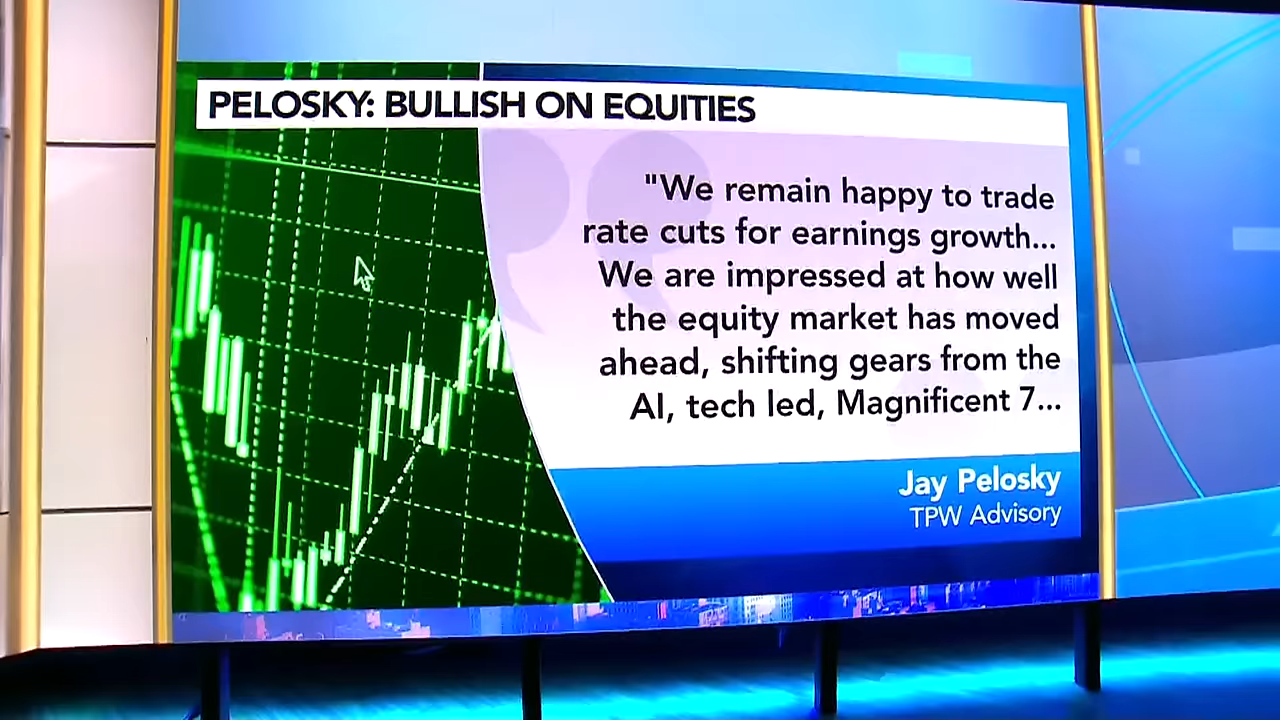 PELOSKY: BULLISH ON EQUITIES
"We remain happy to trade
rate cuts for earnings growth...
We are impressed at how well
the equity market has moved
ahead, shifting gears from the
AI, tech led, Magnificent 7...
Jay Pelosky
TPW Advisory